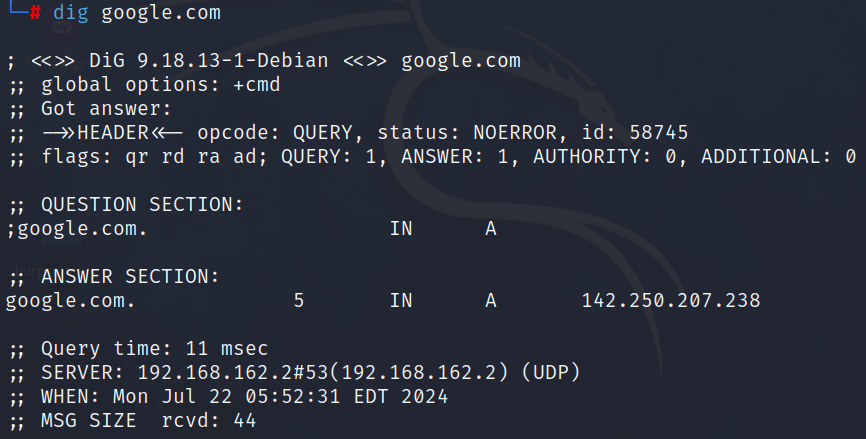 └─# dig google.com
; <<>> DiG 9.18.13-1-Debian <<>> google.com
;; global options: +cmd
;; Got answer:
;; ->>HEADER<<- opcode: QUERY, status: NOERROR, id: 58745
;; flags: qr rd ra ad; QUERY: 1, ANSWER: 1, AUTHORITY: 0, ADDITIONAL: 0
;; QUESTION SECTION:
;google.com. IN A
;; ANSWER SECTION:
google.com. 5 IN A 142.250.207.238
;; Query time: 11 msec
;; SERVER: 192.168.162.2#53(192.168.162.2) (UDP)
;; WHEN: Mon Jul 22 05:52:31 EDT 2024
;; MSG SIZE rcvd: 44